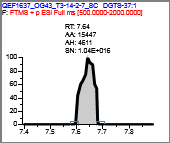 QEF1637_OG43_T3-14-2-7_SC DGTS-37:1
F: FTMS + p ESI Full ms [500.0000-2000.0000]
RT: 7.64
AA: 15447
AH: 4611
SN: 1.04E+016
100
80
60
40
20
0
7.4 7.5 7.6 7.7 7.8